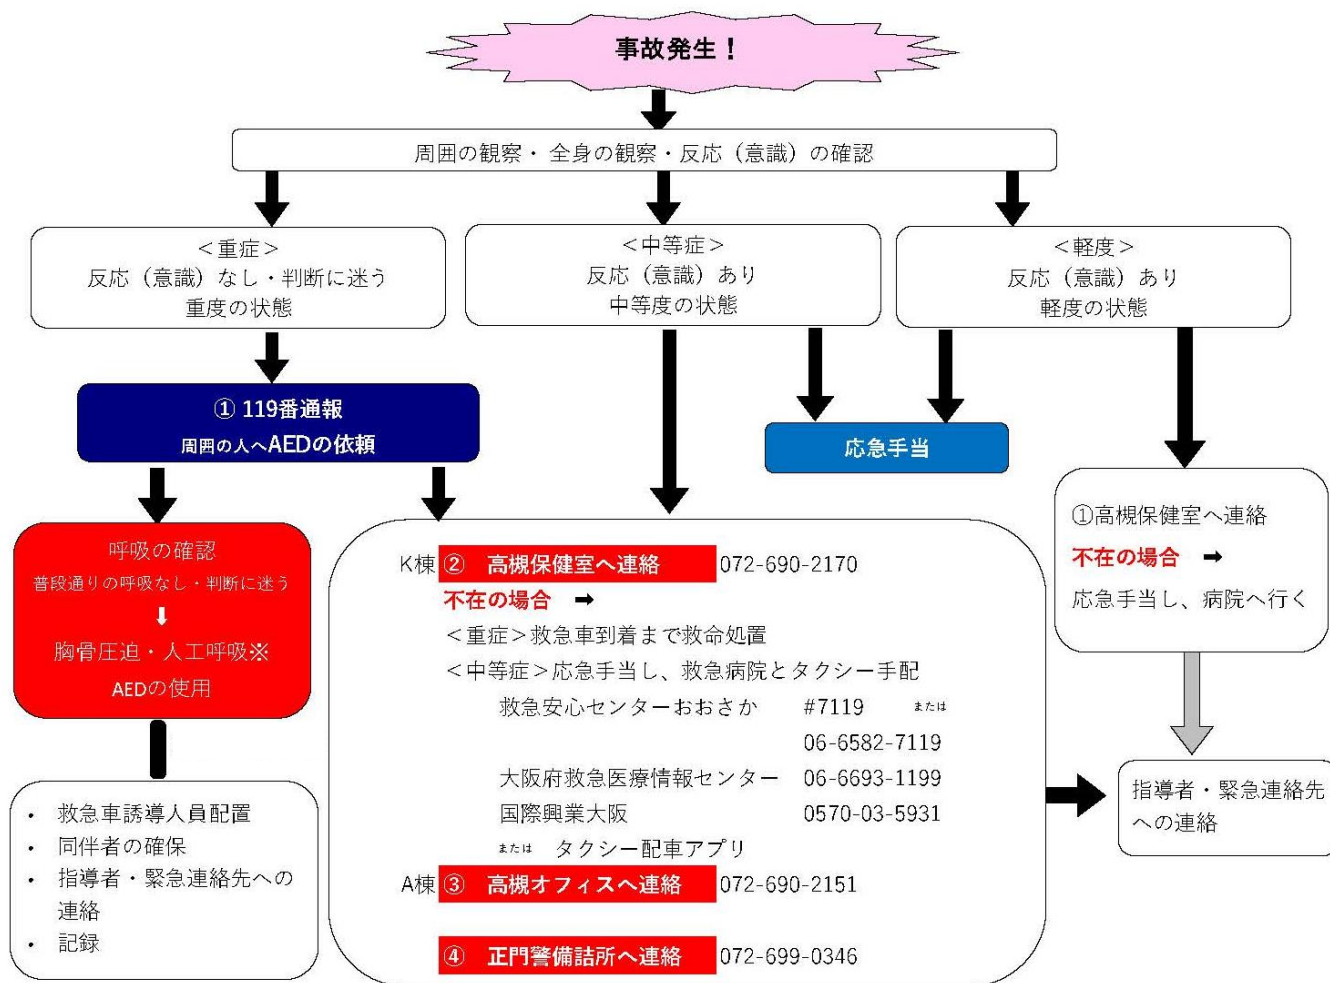 事故発生！
周囲の観察・ 全身の観察・反応（意識）の確認
＜重症＞
反応（意識）なし・判断に迷う
重度の状態
＜中等症＞
反応（意識）あり
中等度の状態
＜軽度＞
反応（意識）あり
軽度の状態
① 119番通報
周囲の人へAEDの依頼
応急手当
呼吸の確認
普段通りの呼吸なし・判断に迷う
⬇
胸骨圧迫・人工呼吸※
AEDの使用
• 救急車誘導人員配置
• 同伴者の確保
• 指導者・緊急連絡先への
連絡
• 記録
K棟 ② 高槻保健室へ連絡 072-690-2170
不在の場合 ➡
＜重症＞救急車到着まで救命処置
＜中等症＞応急手当し、救急病院とタクシー手配
救急安心センターおおさか #7119 または
06-6582-7119
大阪府救急医療情報センター 06-6693-1199
国際興業大阪 0570-03-5931
または タクシー配車アプリ
A棟 ③ 高槻オフィスへ連絡 072-690-2151
④ 正門警備詰所へ連絡 072-699-0346
①高槻保健室へ連絡
不在の場合 ➡
応急手当し、病院へ行く
指導者・緊急連絡先
への連絡